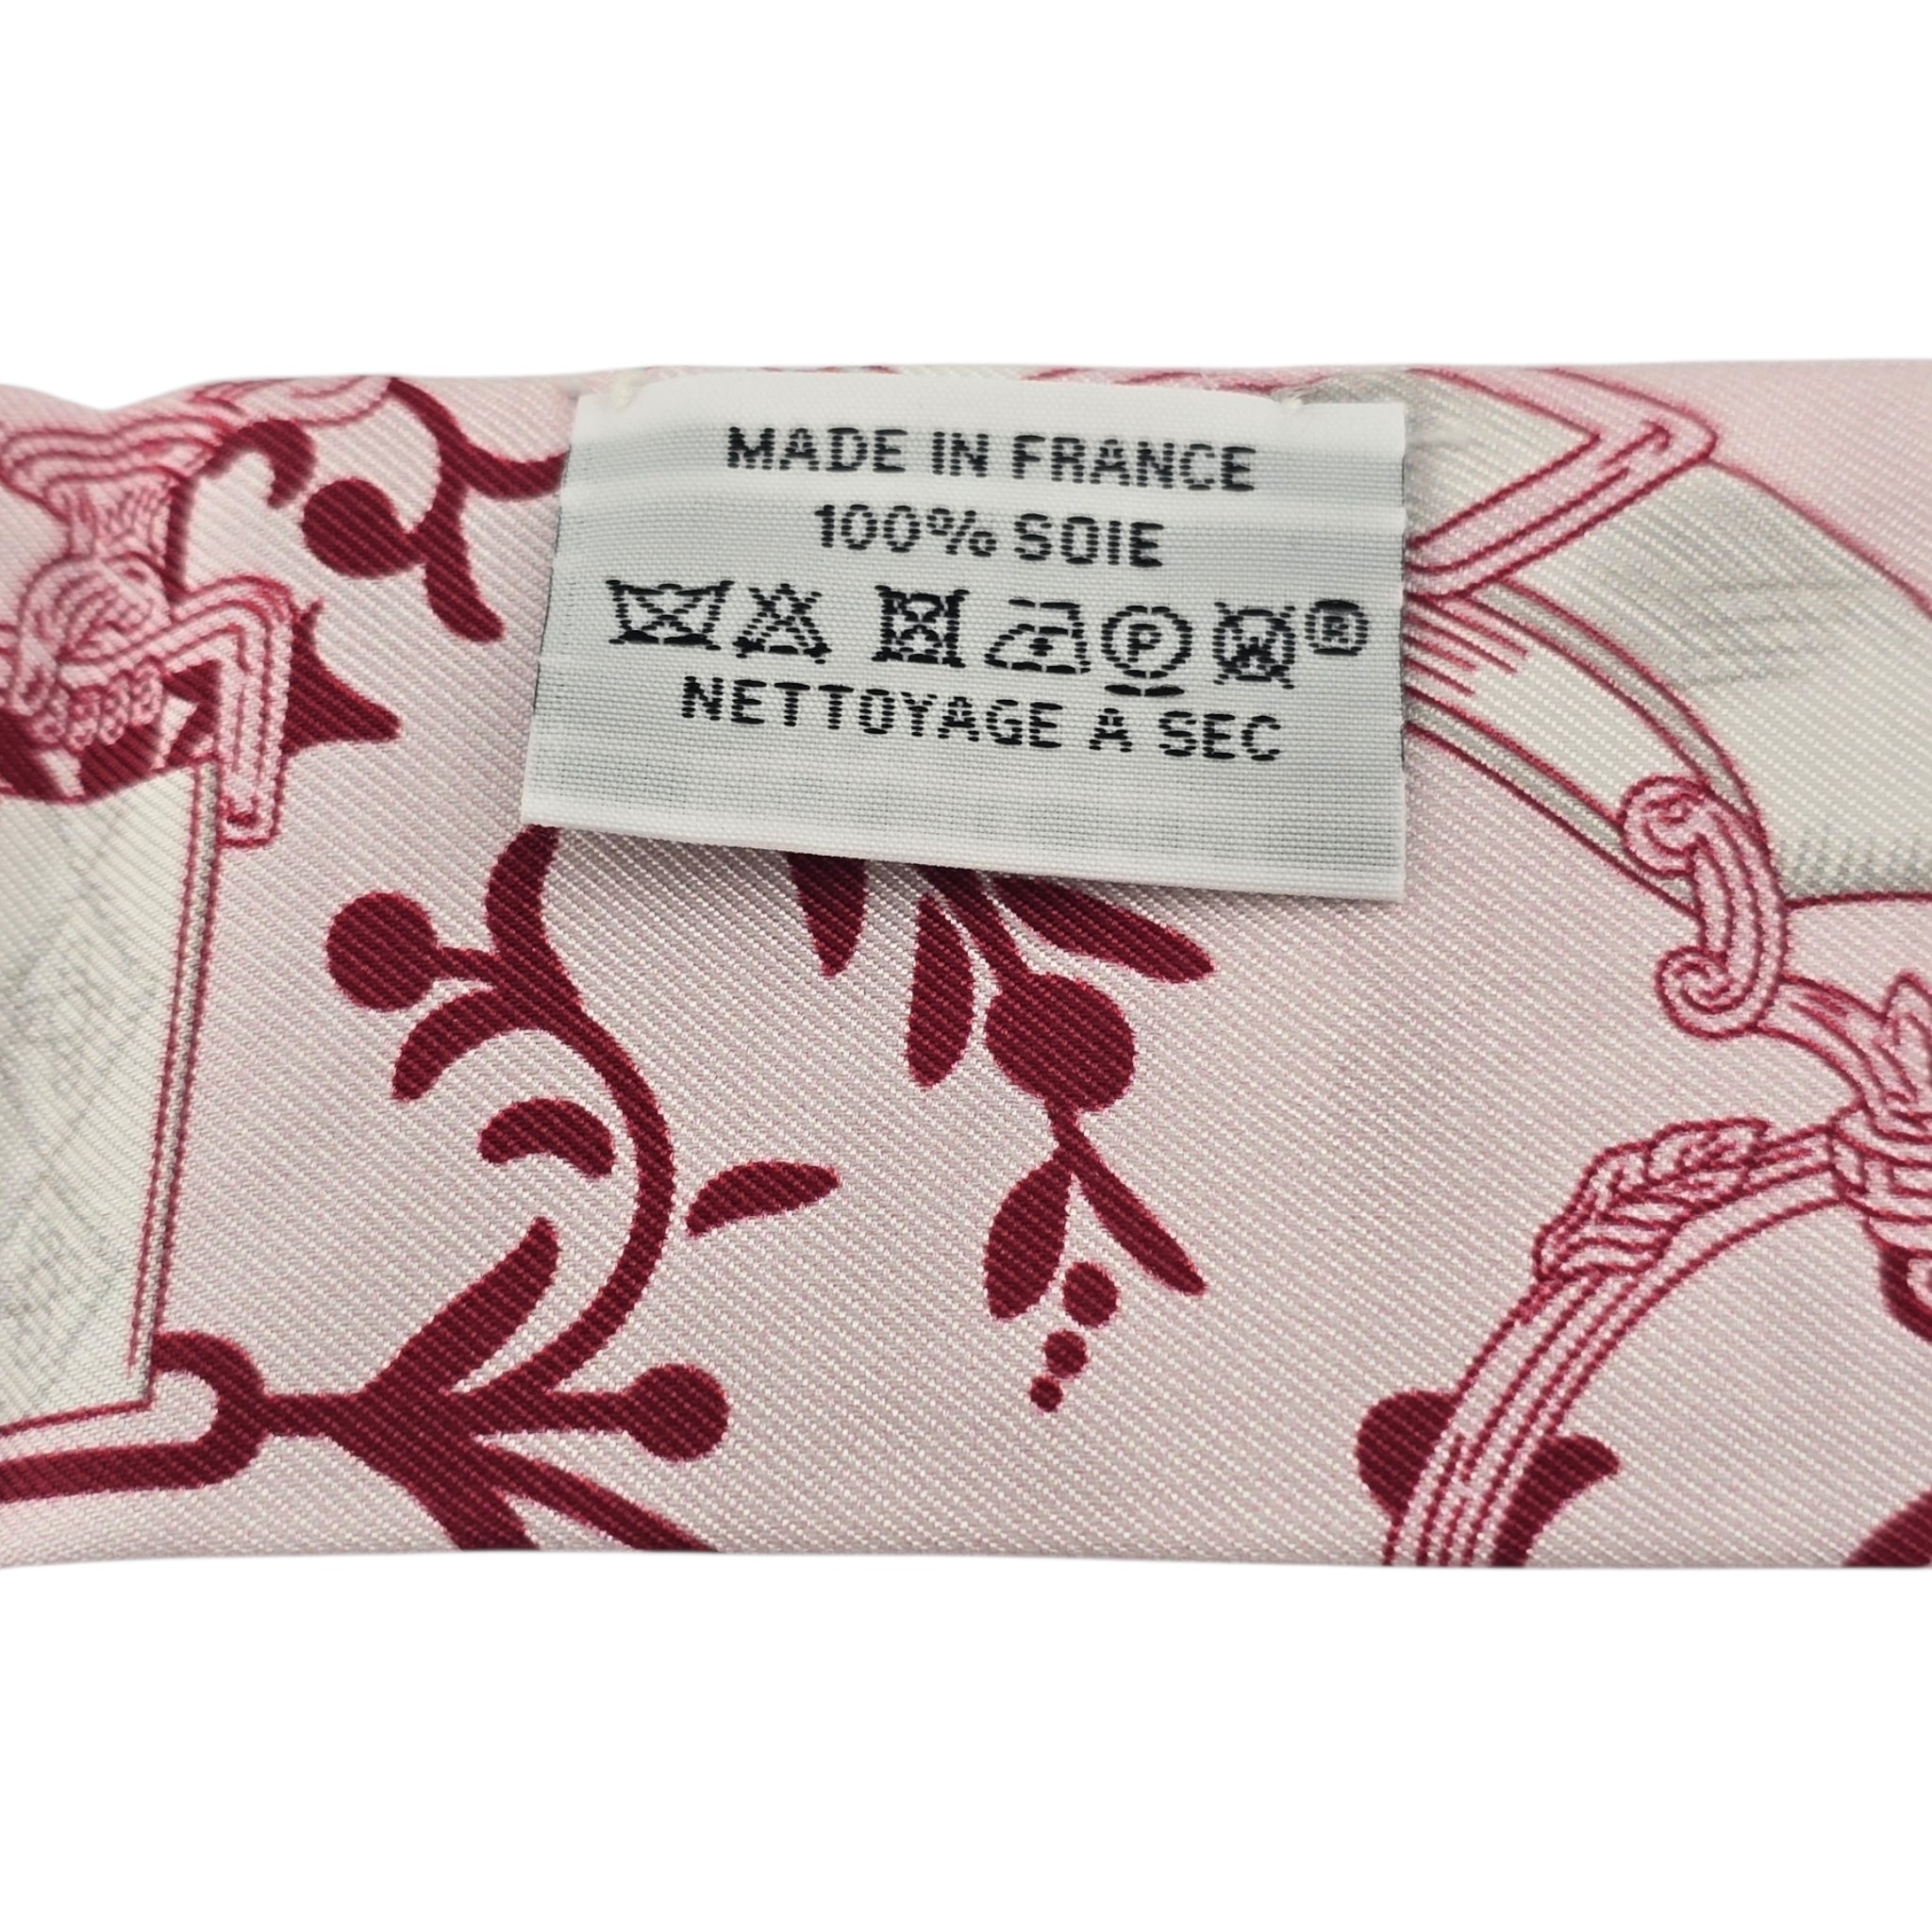 MADE IN FRANCE
100% SOIE
P W ®
NETTOYAGE A SEC